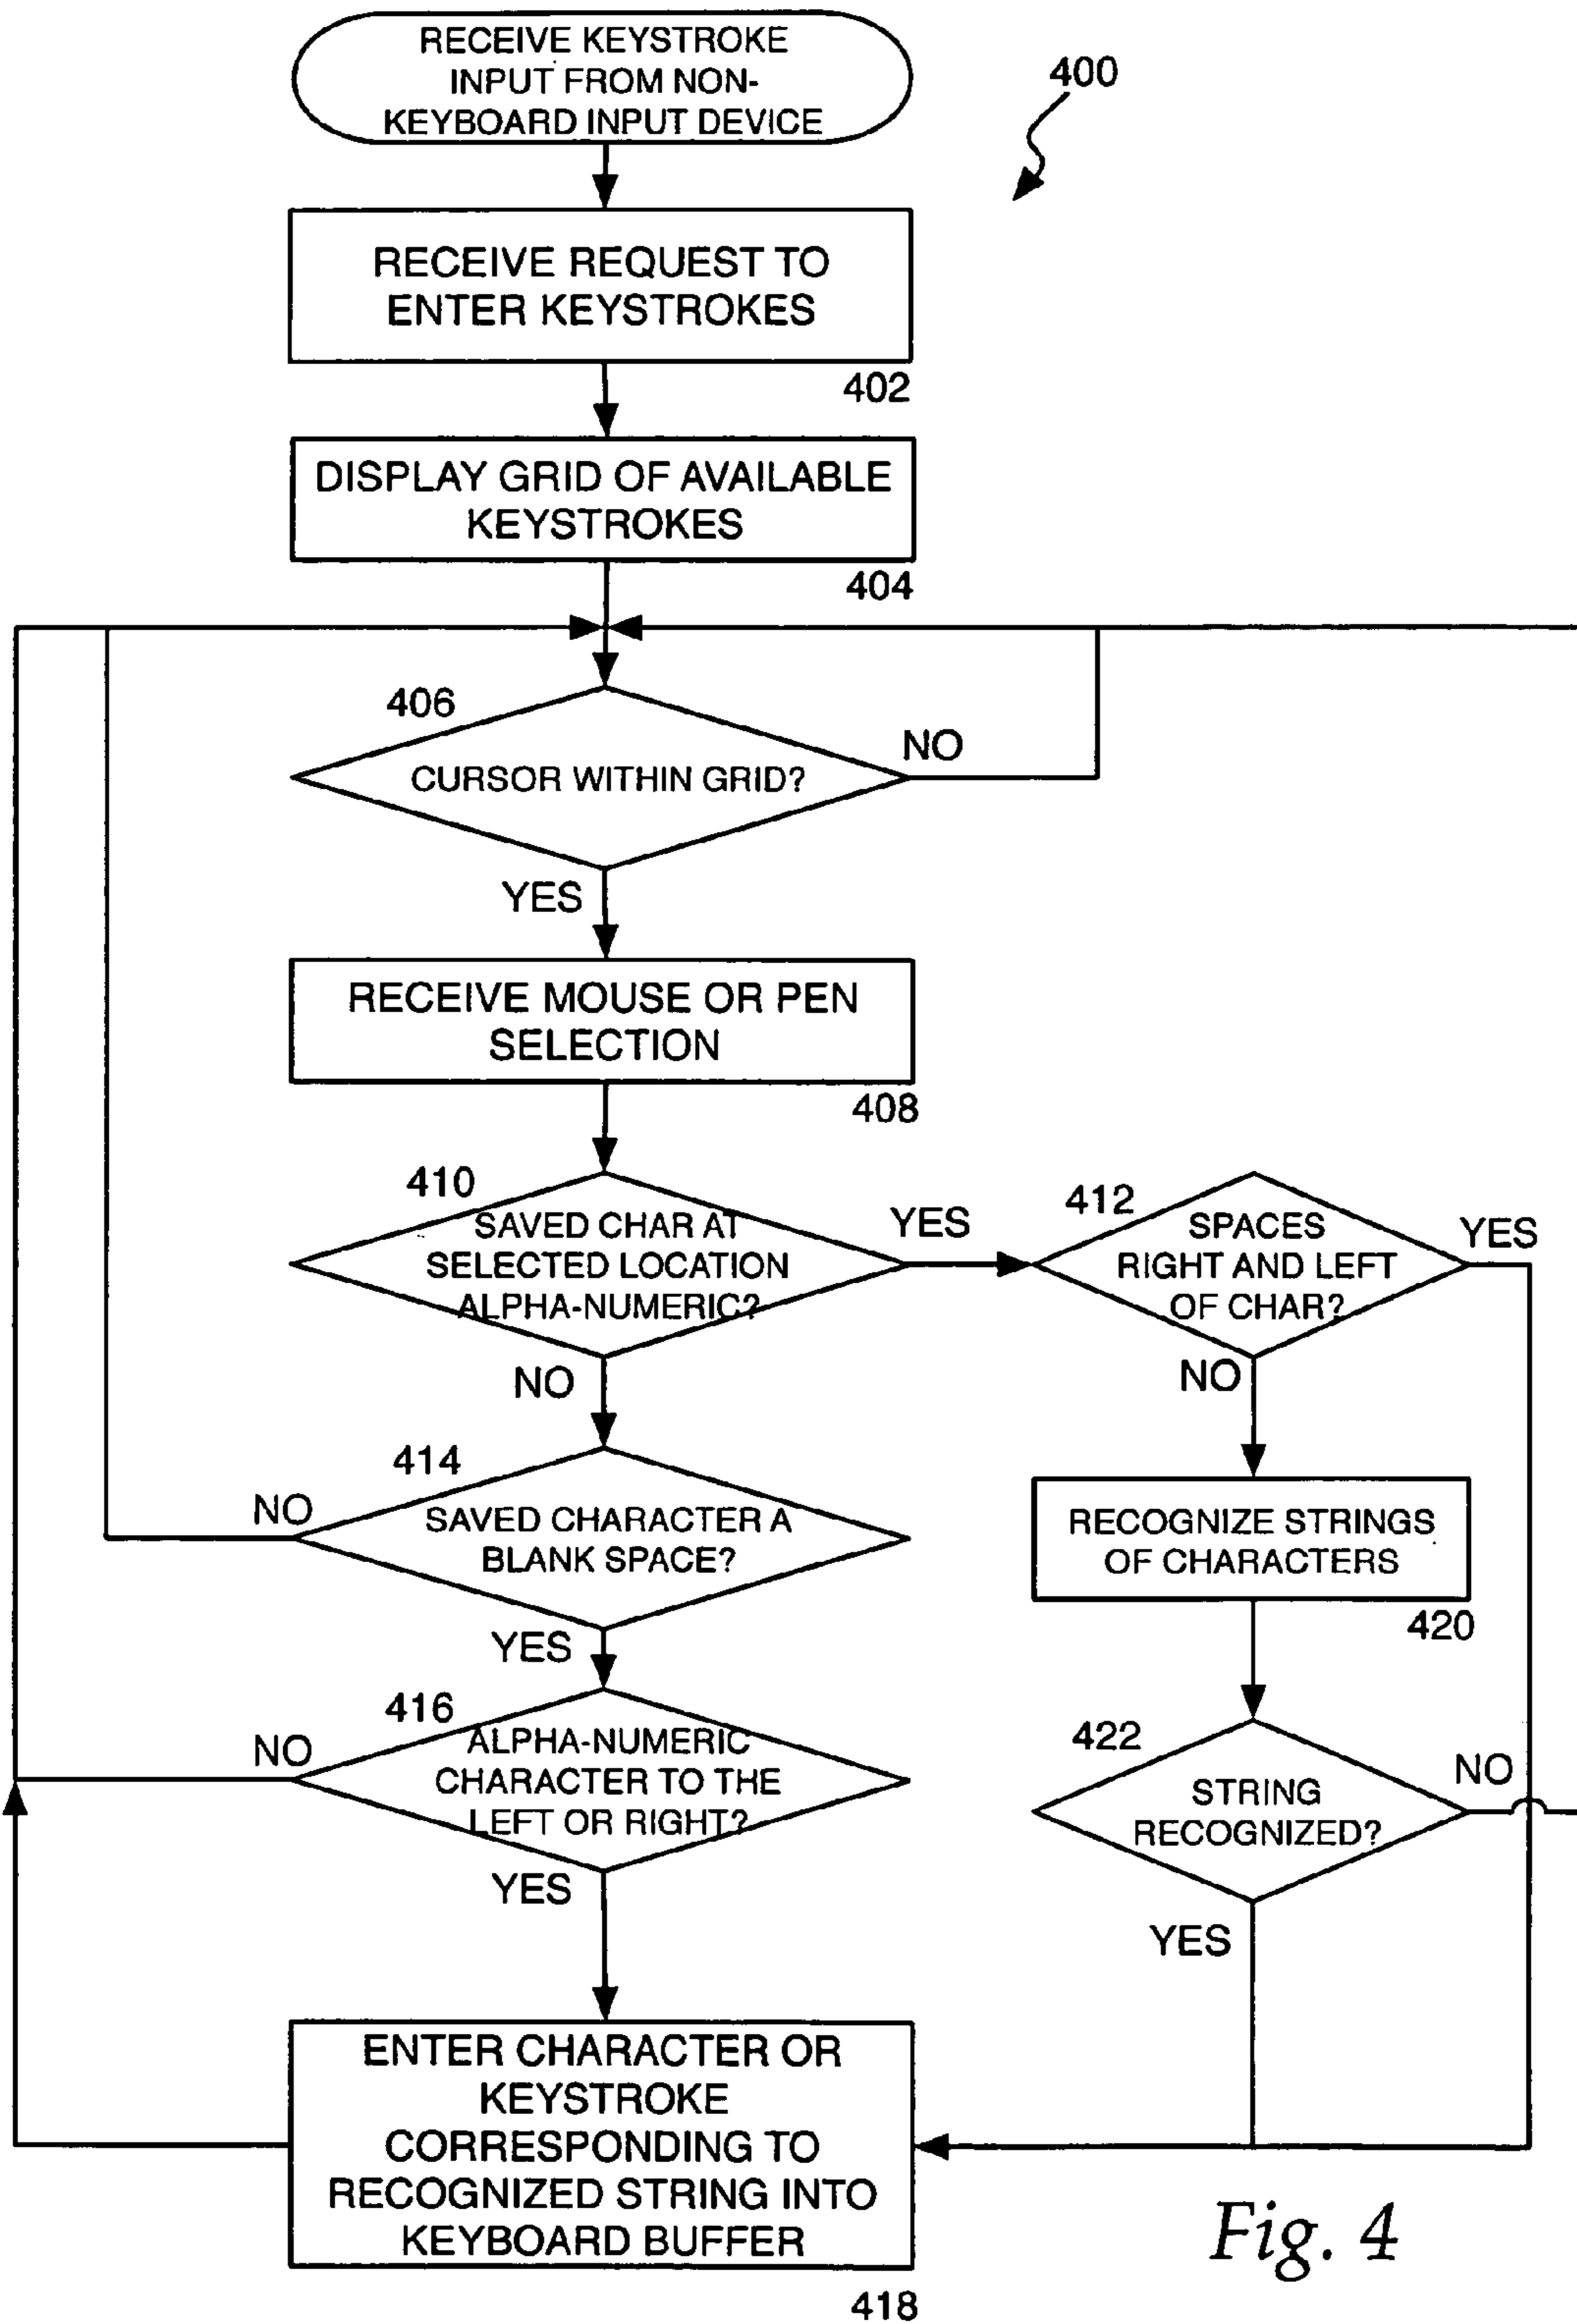 RECEIVE KEYSTROKE
INPUT FROM NON-
KEYBOARD INPUT DEVICE
400
RECEIVE REQUEST TO
ENTER KEYSTROKES
402
DISPLAY GRID OF AVAILABLE
KEYSTROKES
404
406
CURSOR WITHIN GRID?
NO
YES
RECEIVE MOUSE OR PEN
SELECTION
408
410
SAVED CHAR AT
SELECTED LOCATION
ALPHA-NUMERIC?
YES
NO
412
SPACES
RIGHT AND LEFT
OF CHAR?
YES
NO
414
SAVED CHARACTER A
BLANK SPACE?
NO
YES
RECOGNIZE STRINGS
OF CHARACTERS
420
416
ALPHA-NUMERIC
CHARACTER TO THE
LEFT OR RIGHT?
NO
YES
422
STRING
RECOGNIZED?
NO
YES
ENTER CHARACTER OR
KEYSTROKE
CORRESPONDING TO
RECOGNIZED STRING INTO
KEYBOARD BUFFER
418
Fig. 4